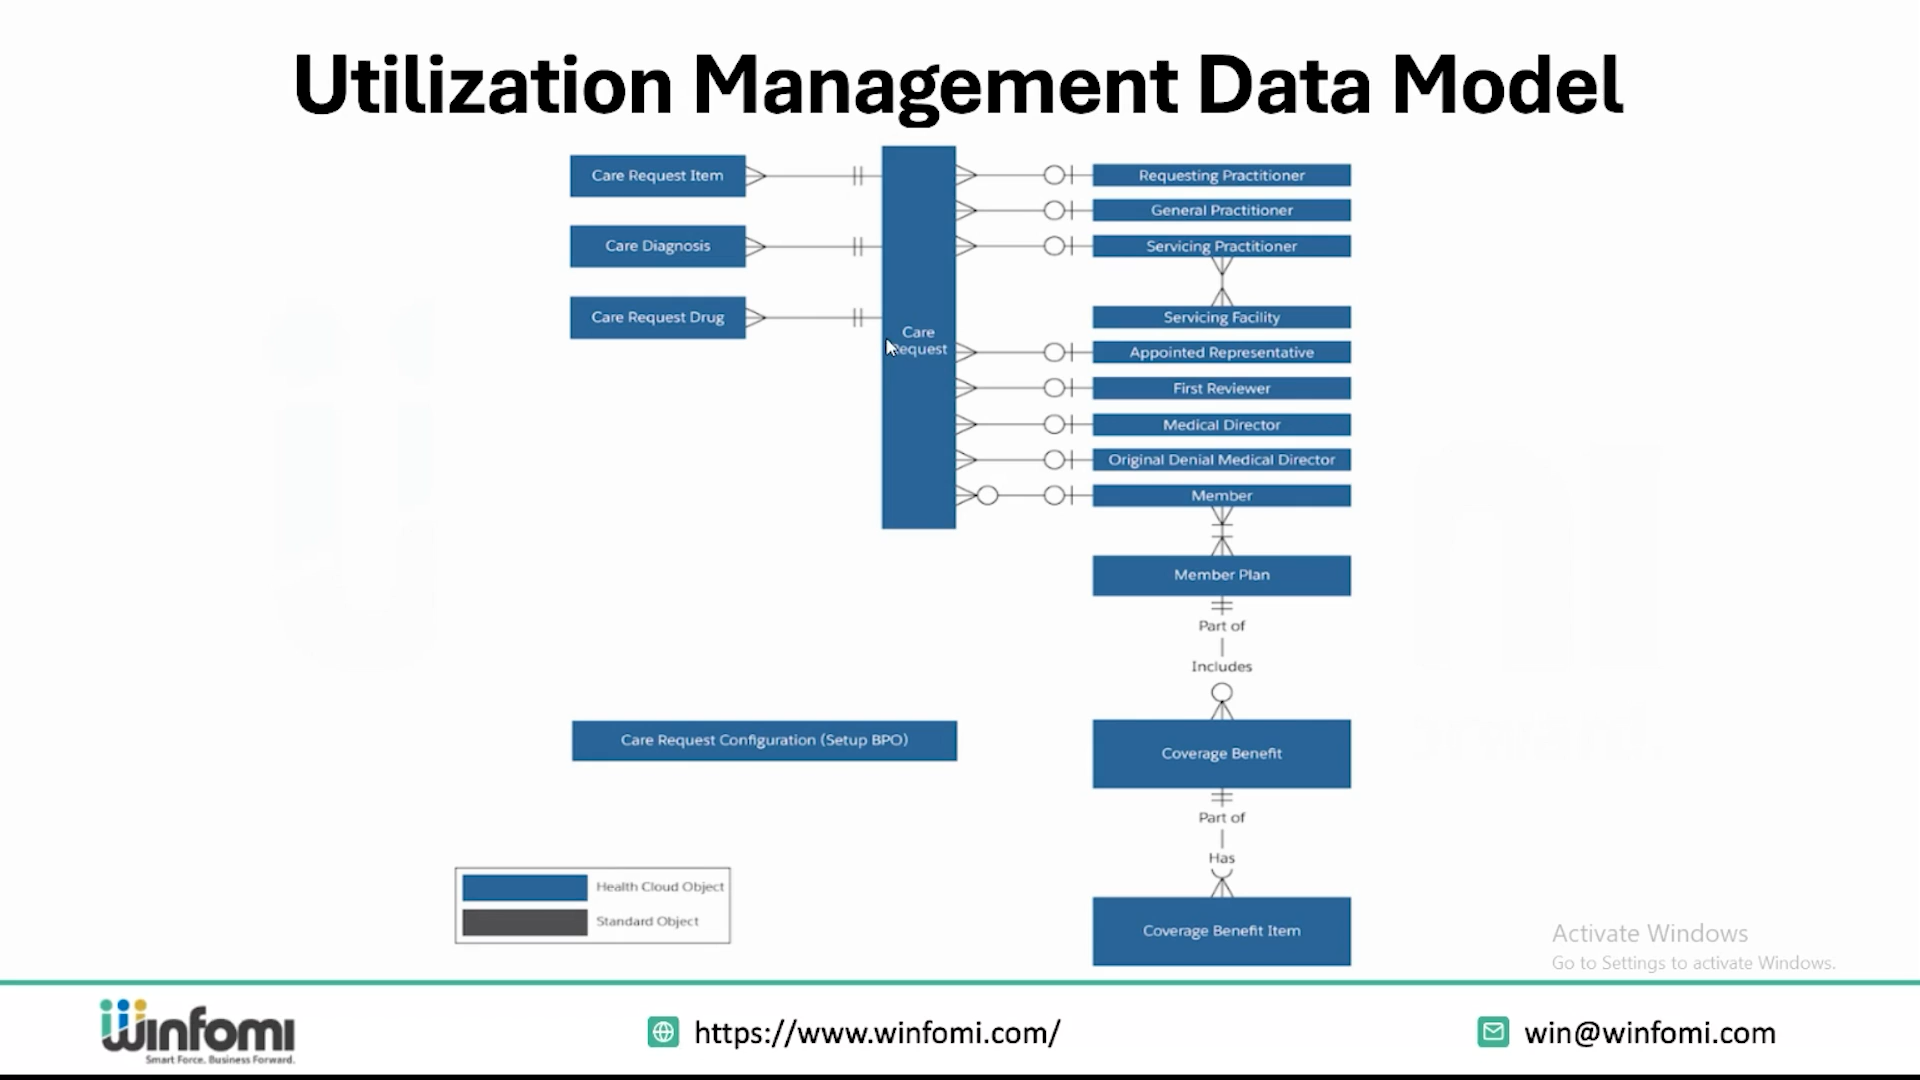 Utilization Management Data Model
Care Request Item
Care Diagnosis
Care Request Drug
Care
Request
Requesting Practitioner
General Practitioner
Servicing Practitioner
Servicing Facility
Appointed Representative
First Reviewer
Medical Director
Original Denial Medical Director
Member
Member Plan
Part of
Includes
Care Request Configuration (Setup BPO)
Coverage Benefit
Part of
Has
Coverage Benefit Item
Health Cloud Object
Standard Object
Activate Windows
Go to Settings to activate Windows.
Winfomi
Smart Force. Business Forward.
https://www.winfomi.com/
win@winfomi.com